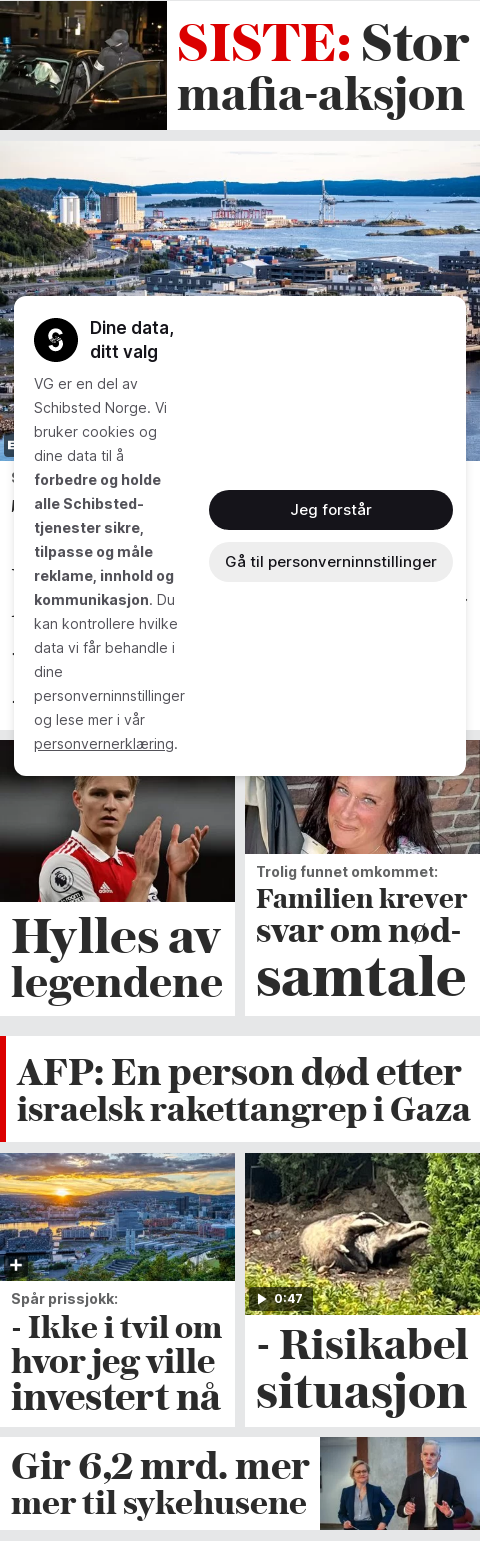 SISTE: Stor
mafia-aksjon
Dine data,
ditt valg
VG er en del av
Schibsted Norge. Vi
bruker cookies og
dine data til å
forbedre og holde
alle Schibsted-
tjenester sikre,
tilpasse og måle
reklame, innhold og
kommunikasjon. Du
kan kontrollere hvilke
data vi får behandle i
dine
personverninnstillinger
og lese mer i vår
personvernerklæring.
Jeg forstår
Gå til personverninnstillinger
Hylles av
legendene
Trolig funnet omkommet:
Familien krever
svar om nød-
samtale
AFP: En person død etter
israelsk rakettangrep i Gaza
Spår prissjokk:
- Ikke i tvil om
hvor jeg ville
investert nå
0:47
- Risikabel
situasjon
Gir 6,2 mrd. mer
mer til sykehusene